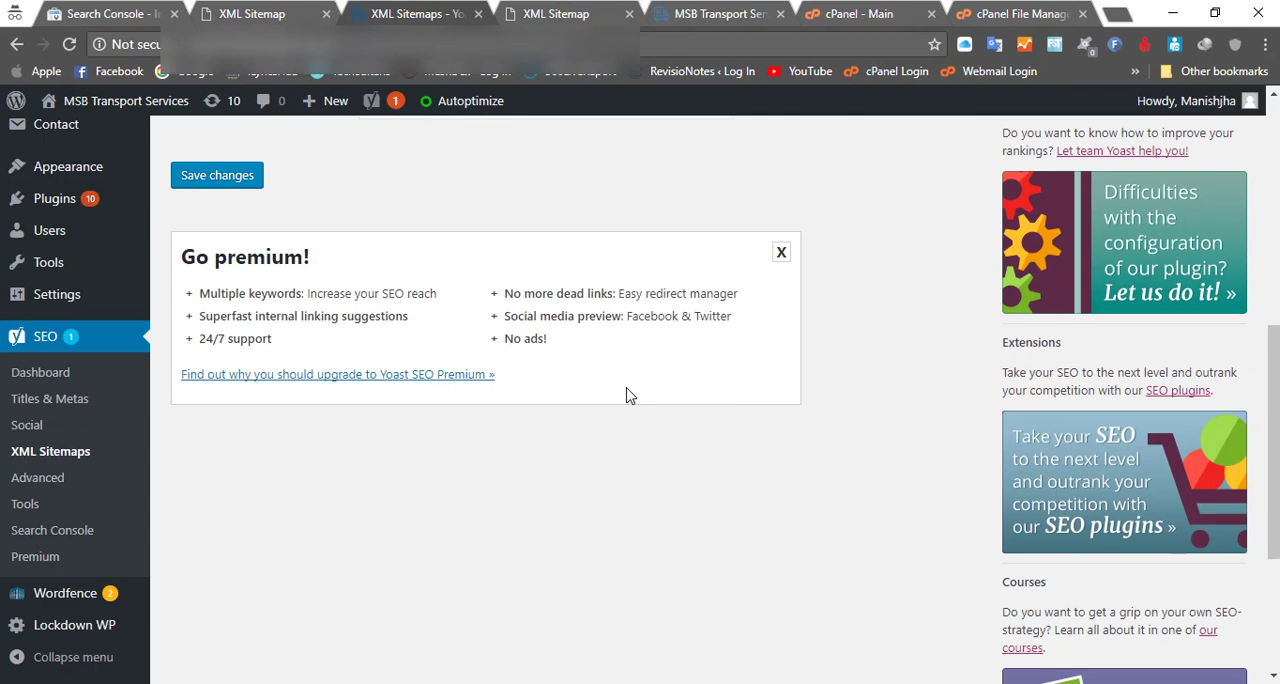 Search Console - In
XML Sitemap
XML Sitemaps - Yo
XML Sitemap
MSB Transport Servic
cPanel - Main
cPanel File Manag
Not secu
Apple
Facebook
RevisioNotes ‹ Log In
YouTube
cPanel Login
Webmail Login
»
Other bookmarks
MSB Transport Services
10
0
New
1
Autoptimize
Howdy, Manishjha
Contact
Appearance
Plugins 10
Users
Tools
Settings
SEO 1
Dashboard
Titles & Metas
Social
XML Sitemaps
Advanced
Tools
Search Console
Premium
Wordfence 2
Lockdown WP
Collapse menu
Save changes
Go premium!
X
+ Multiple keywords: Increase your SEO reach
+ No more dead links: Easy redirect manager
+ Superfast internal linking suggestions
+ Social media preview: Facebook & Twitter
+ 24/7 support
+ No ads!
Find out why you should upgrade to Yoast SEO Premium »
Do you want to know how to improve your
rankings? Let team Yoast help you!
Difficulties
with the
configuration
of our plugin?
Let us do it! »
Extensions
Take your SEO to the next level and outrank
your competition with our SEO plugins.
Take your SEO
to the next level
and outrank your
competition with
our SEO plugins »
Courses
Do you want to get a grip on your own SEO-
strategy? Learn all about it in one of our
courses.